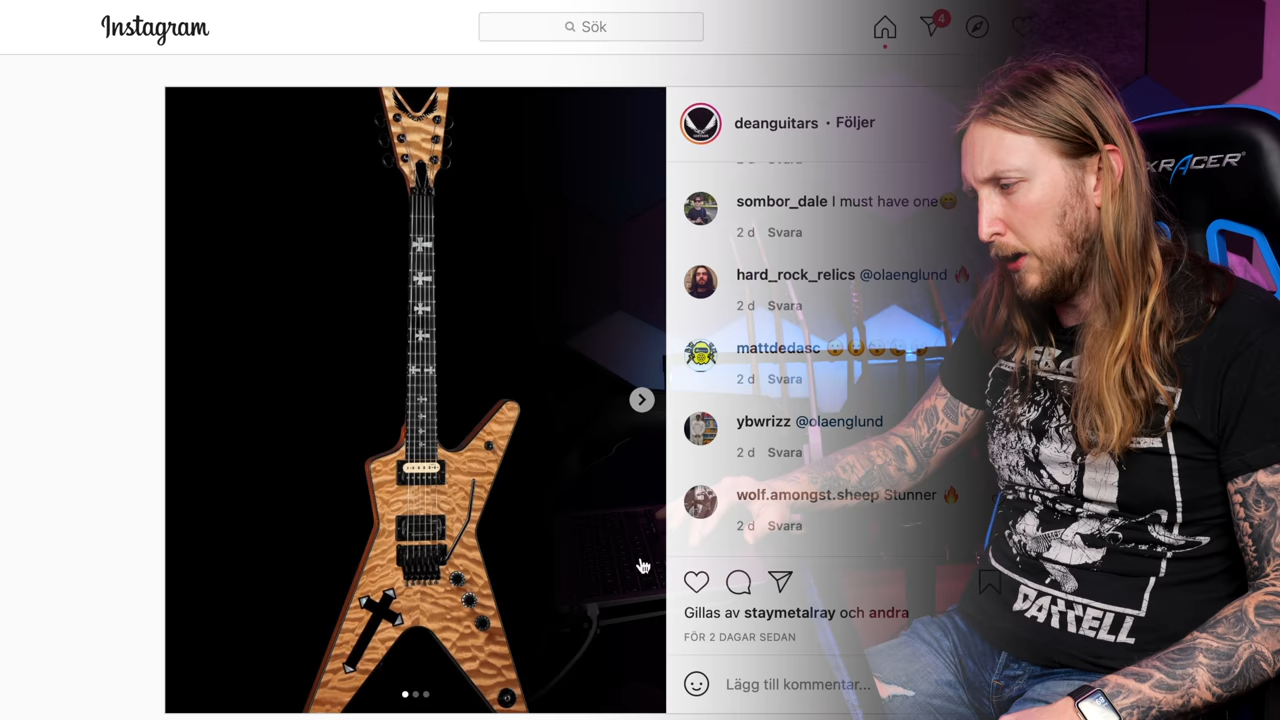 Instagram
Sök
4
deanguitars • Följer
sombor_dale I must have one😁
2 d Svara
hard_rock_relics @olaenglund 🔥
2 d Svara
mattdedasc
2 d Svara
ybwrizz @olaenglund
2 d Svara
wolf.amongst.sheep Stunner 🔥
2 d Svara
Gillas av staymetalray och andra
FÖR 2 DAGAR SEDAN
Lägg till kommentar...
XRACER
DATTRELL